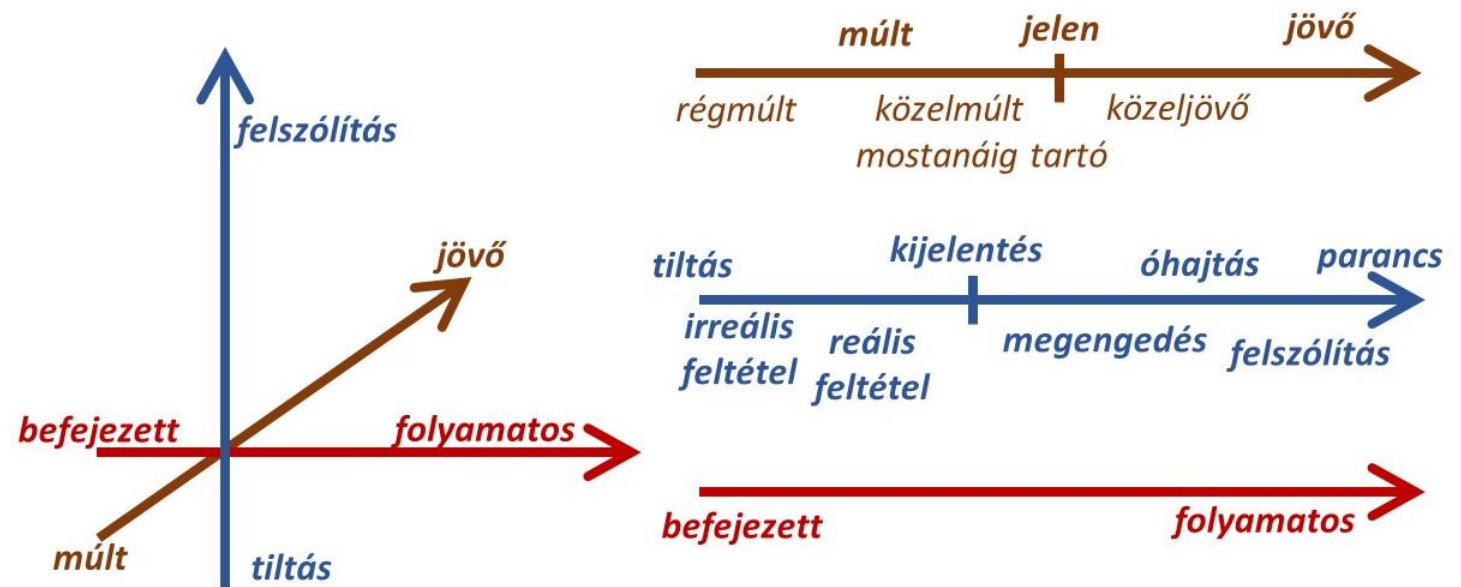 felszólítás
jövő
befejezett
folyamatos
múlt
tiltás
múlt jelen jövő
régmúlt közelmúlt közeljövő
mostanáig tartó
tiltás kijelentés óhajtás parancs
irreális feltétel
reális feltétel
megengedés
felszólítás
befejezett folyamatos